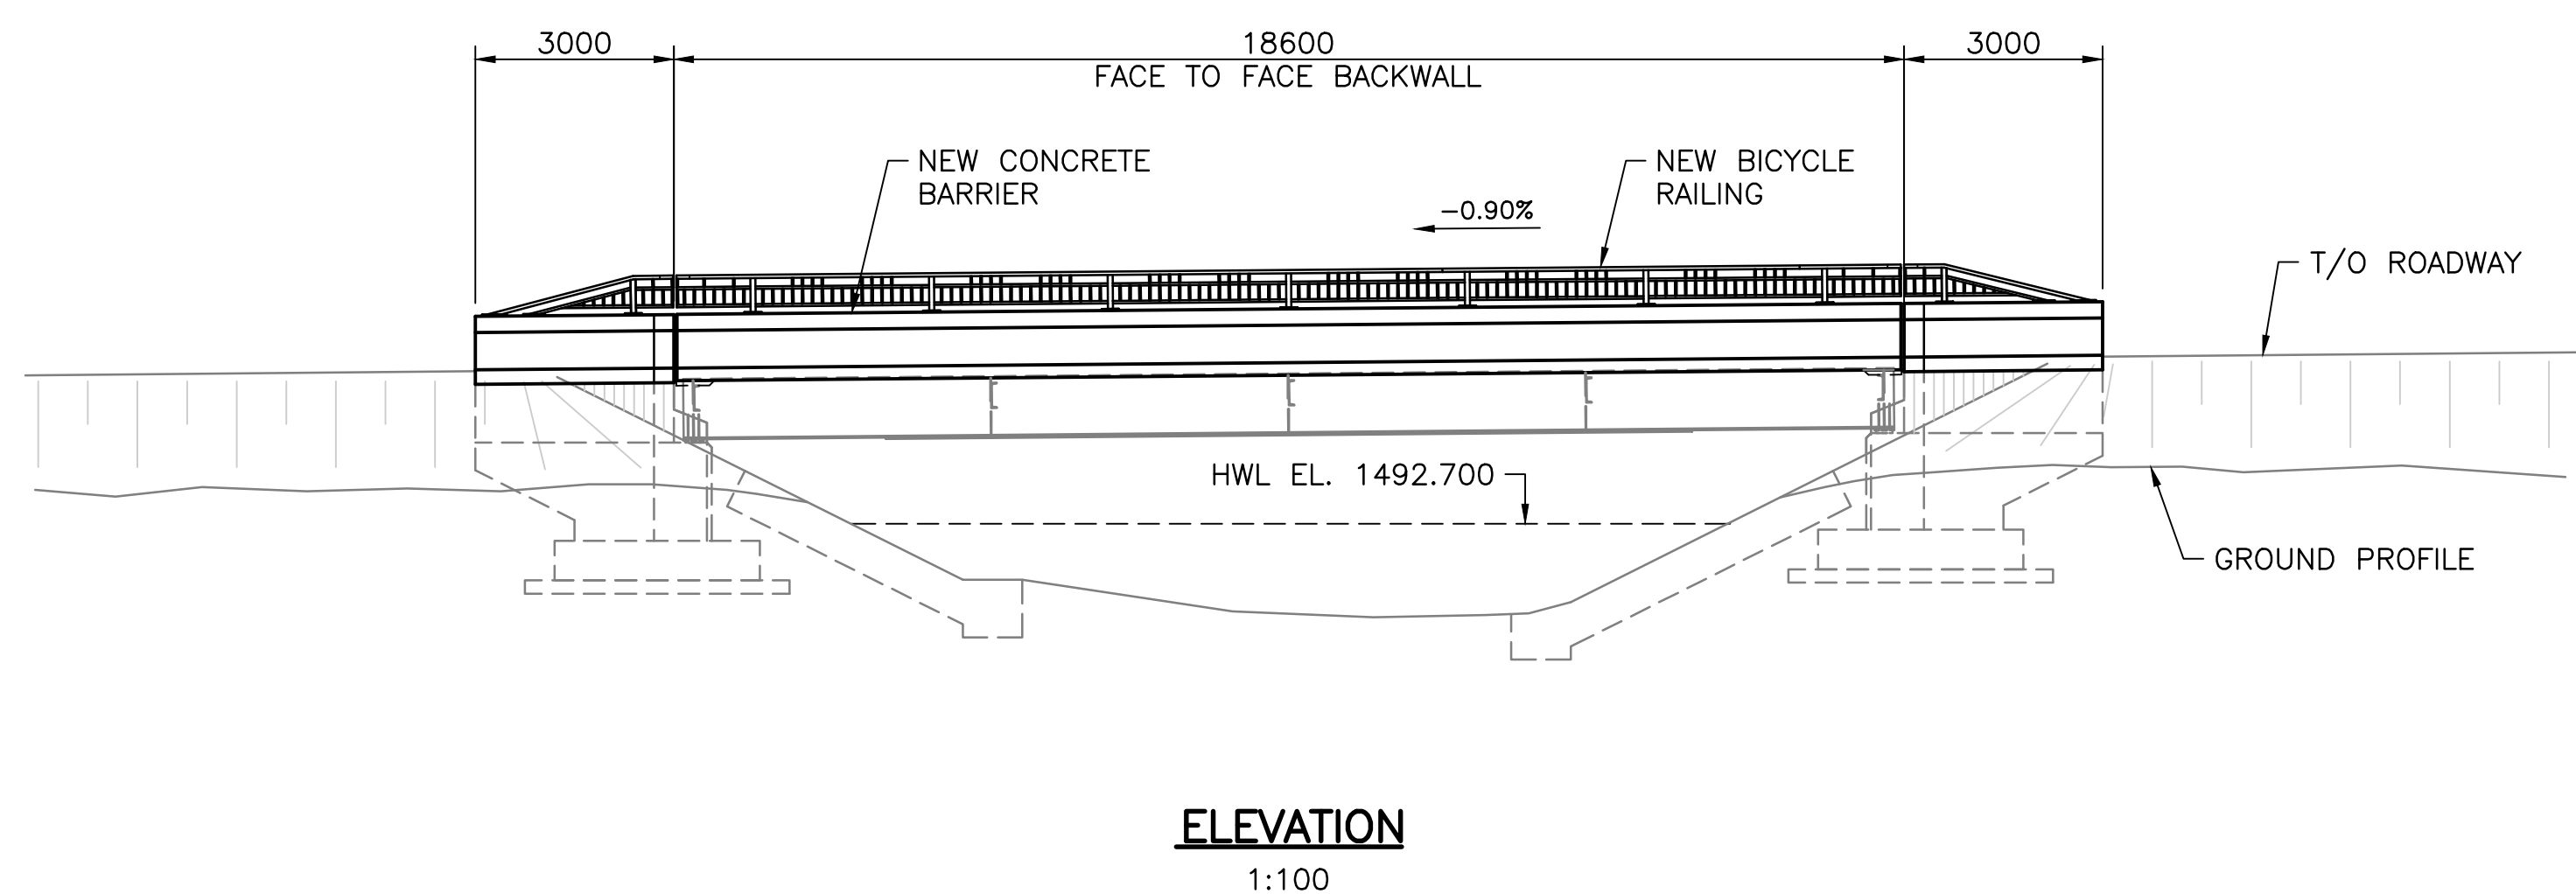 3000
18600
3000
FACE TO FACE BACKWALL
NEW CONCRETE
BARRIER
NEW BICYCLE
RAILING
-0.90%
T/O ROADWAY
HWL EL. 1492.700
GROUND PROFILE
ELEVATION
1:100